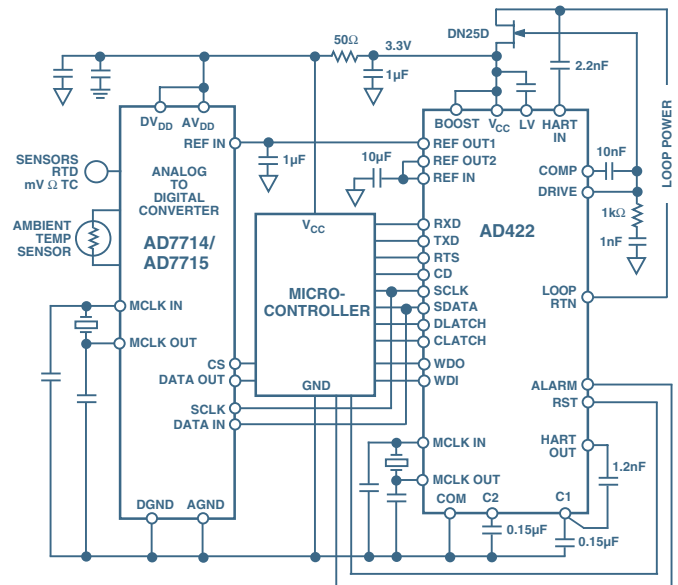 DN25D
50Ω
3.3V
1µF
2.2nF
LOOP POWER
DVDD
AVDD
REF IN
1µF
10µF
BOOST
VCC
LV
HART
IN
REF OUT1
REF OUT2
REF IN
COMP
10nF
DRIVE
1kΩ
1nF
SENSORS
RTD
mV Ω TC
ANALOG
TO
DIGITAL
CONVERTER
AD7714/
AD7715
AMBIENT
TEMP
SENSOR
VCC
MICRO-
CONTROLLER
GND
AD422
RXD
TXD
RTS
CD
SCLK
SDATA
DLATCH
CLATCH
WDO
WDI
LOOP
RTN
MCLK IN
MCLK OUT
CS
DATA OUT
SCLK
DATA IN
ALARM
RST
MCLK IN
MCLK OUT
HART
OUT
1.2nF
DGND
AGND
COM
C2
C1
0.15µF
0.15µF